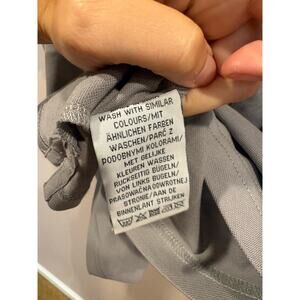 WASH WITH SIMILAR
COLOURS/MIT
ÄHNLICHEN FARBEN
WASCHEN/PARĆ Z
PODOBNYMI KOLORAMI/
MET GELIJKE
KLEUREN WASSEN
RUCKSEITIG BÜGELN/
VON LINKS BÜGELN/
PRASOWAĆNA ODWROTNEJ
STRONIE/AAN DE
BINNENKANT STRIJKEN